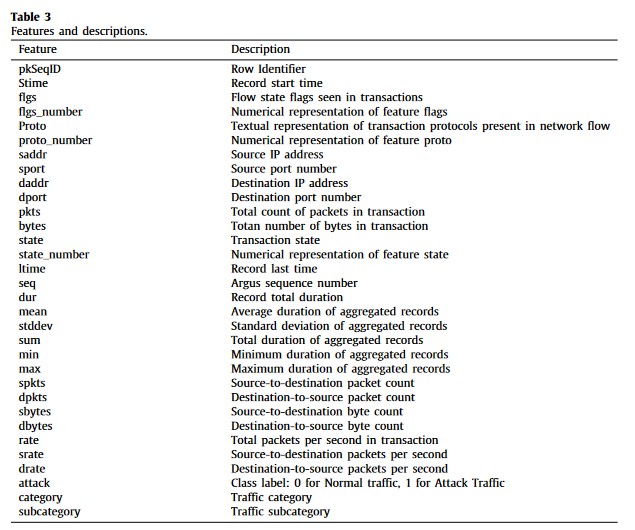 Table 3
Features and descriptions.
Feature Description
pkSeqID Row Identifier
Stime Record start time
flgs Flow state flags seen in transactions
flgs_number Numerical representation of feature flags
Proto Textual representation of transaction protocols present in network flow
proto_number Numerical representation of feature proto
saddr Source IP address
sport Source port number
daddr Destination IP address
dport Destination port number
pkts Total count of packets in transaction
bytes Totan number of bytes in transaction
state Transaction state
state_number Numerical representation of feature state
ltime Record last time
seq Argus sequence number
dur Record total duration
mean Average duration of aggregated records
stddev Standard deviation of aggregated records
sum Total duration of aggregated records
min Minimum duration of aggregated records
max Maximum duration of aggregated records
spkts Source-to-destination packet count
dpkts Destination-to-source packet count
sbytes Source-to-destination byte count
dbytes Destination-to-source byte count
rate Total packets per second in transaction
srate Source-to-destination packets per second
drate Destination-to-source packets per second
attack Class label: 0 for Normal traffic, 1 for Attack Traffic
category Traffic category
subcategory Traffic subcategory